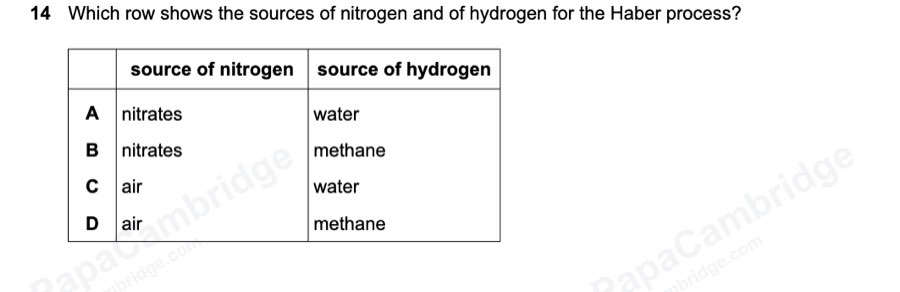 14 Which row shows the sources of nitrogen and of hydrogen for the Haber process?
source of nitrogen source of hydrogen
A nitrates water
B nitrates methane
C air water
D air methane
PapaCambridge
PapaCambridge